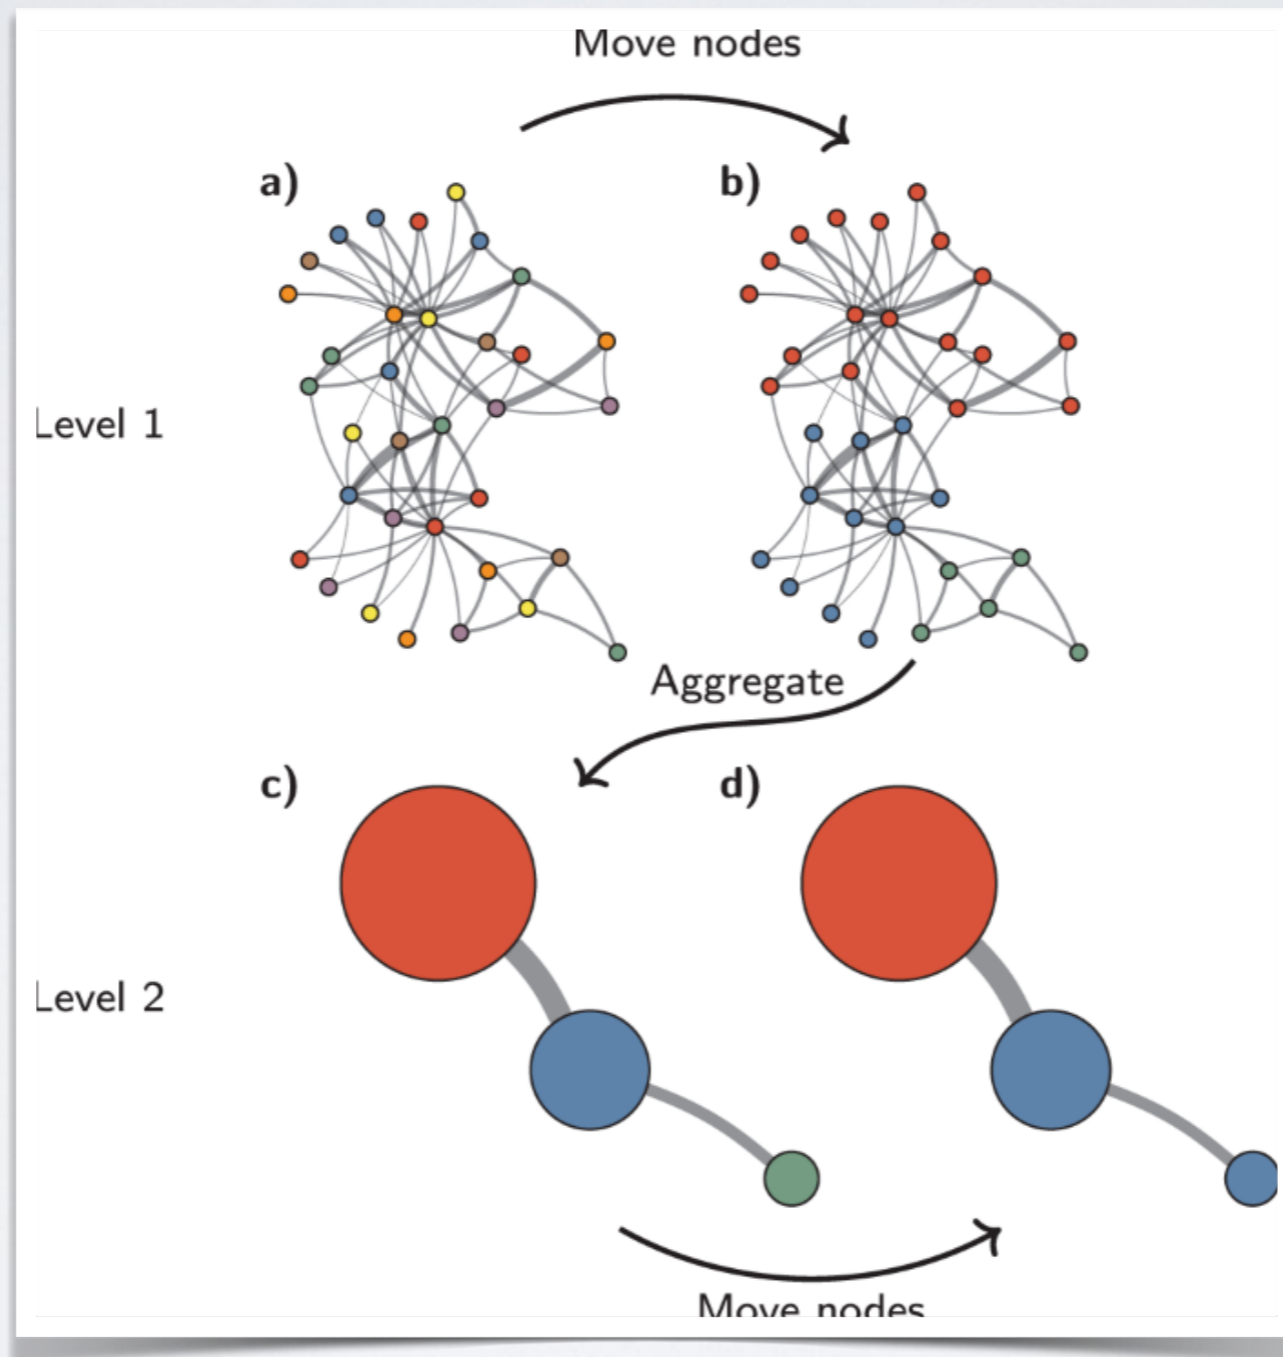 Move nodes
a)
b)
Level 1
Aggregate
c)
d)
Level 2
Move nodes